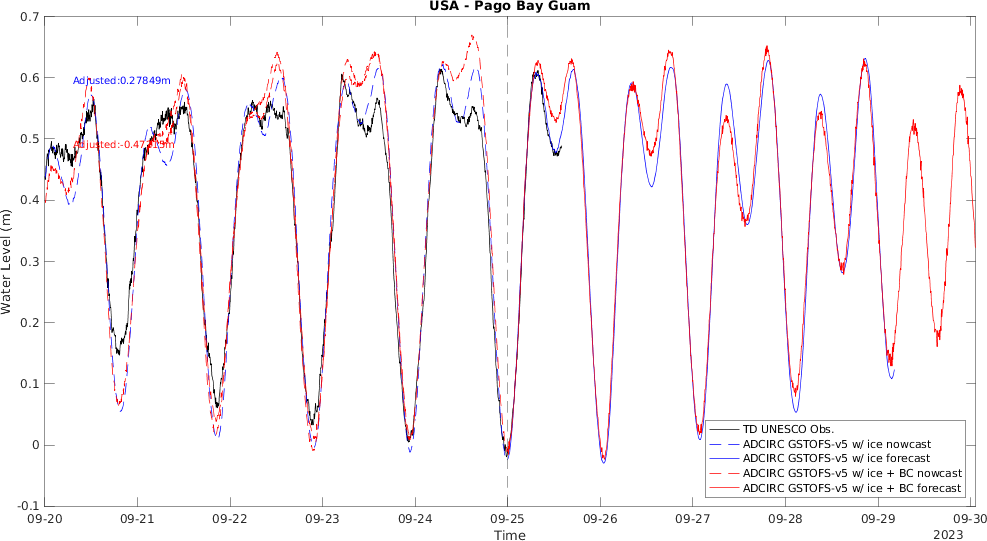 USA - Pago Bay Guam
0.7
0.6
0.5
0.4
0.3
0.2
0.1
0
-0.1
Water Level (m)
Adjusted:0.27849m
TD UNESCO Obs.
ADCIRC GSTOFS-v5 w/ ice nowcast
ADCIRC GSTOFS-v5 w/ ice forecast
ADCIRC GSTOFS-v5 w/ ice + BC nowcast
ADCIRC GSTOFS-v5 w/ ice + BC forecast
09-20 09-21 09-22 09-23 09-24 09-25 09-26 09-27 09-28 09-29 09-30
Time
2023